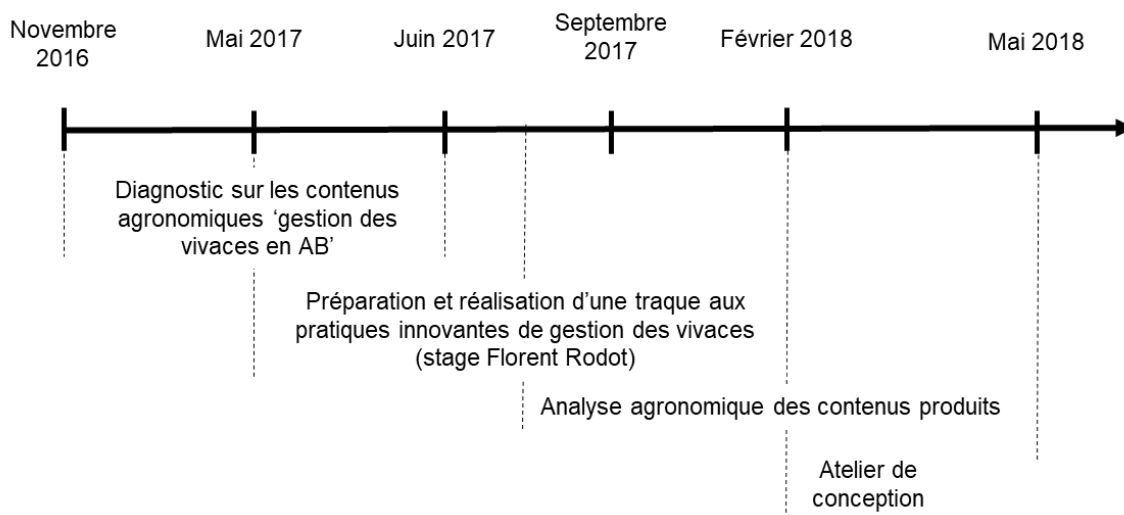 Novembre
2016
Mai 2017
Juin 2017
Septembre
2017
Février 2018
Mai 2018
Diagnostic sur les contenus
agronomiques ‘gestion des
vivaces en AB’
Préparation et réalisation d’une traque aux
pratiques innovantes de gestion des vivaces
(stage Florent Rodot)
Analyse agronomique des contenus produits
Atelier de
conception